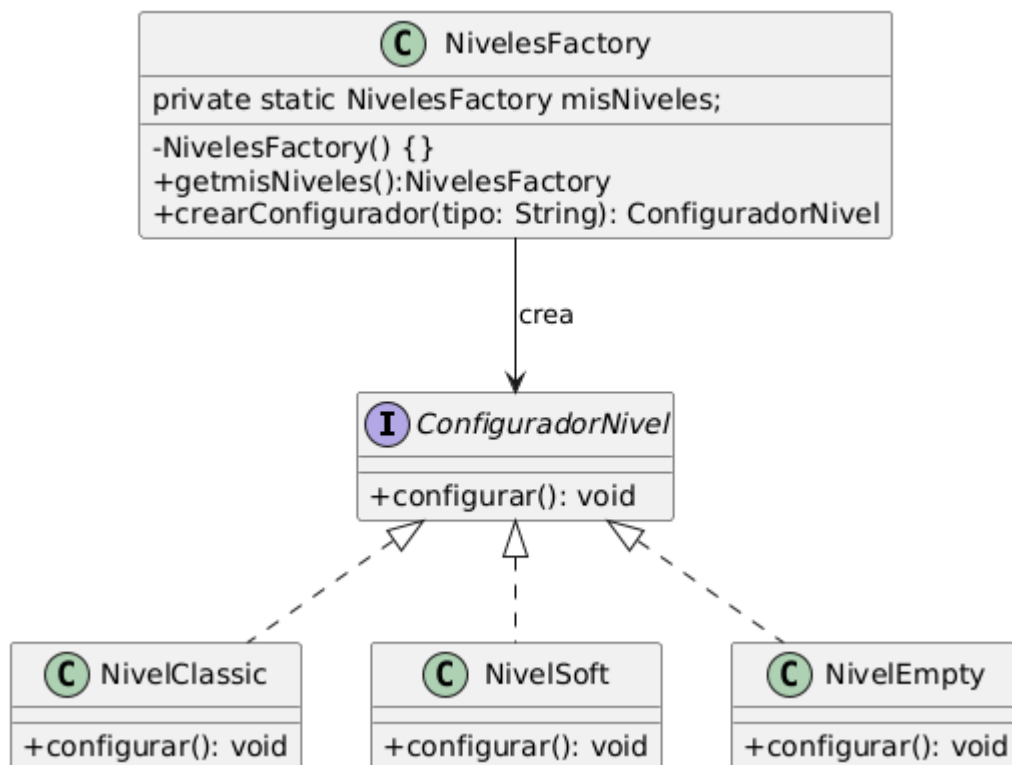 C NivelesFactory
private static NivelesFactory misNiveles;
-NivelesFactory() {}
+getmisNiveles():NivelesFactory
+crearConfigurador(tipo: String): ConfiguradorNivel
crea
I ConfiguradorNivel
+configurar(): void
C NivelClassic
+configurar(): void
C NivelSoft
+configurar(): void
C NivelEmpty
+configurar(): void